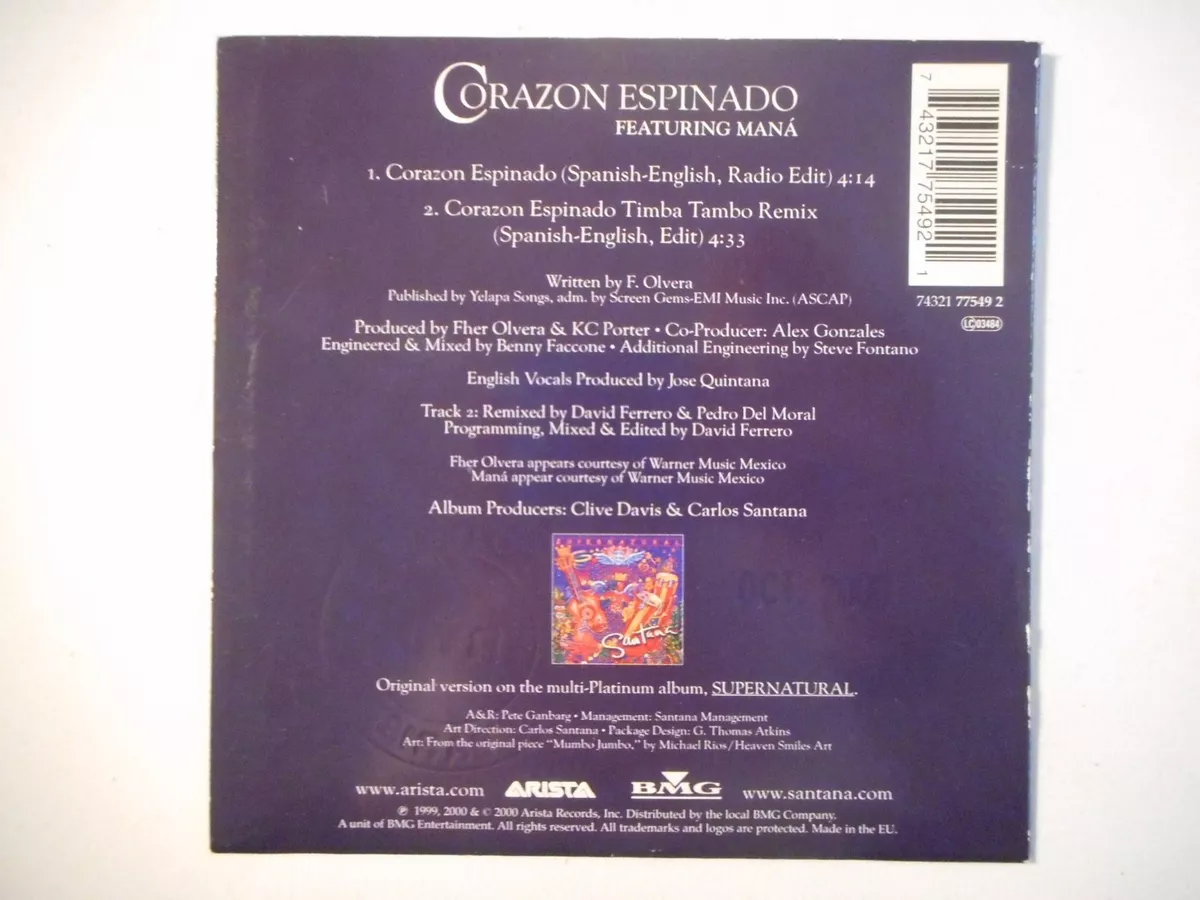 CORAZON ESPINADO
FEATURING MANÁ
1. Corazon Espinado (Spanish-English, Radio Edit) 4:14
2. Corazon Espinado Timba Tambo Remix
(Spanish-English, Edit) 4:33
7 43217 75492 1
74321 77549 2
LC 03484
Written by F. Olvera
Published by Yelapa Songs, adm. by Screen Gems-EMI Music Inc. (ASCAP)
Produced by Fher Olvera & KC Porter • Co-Producer: Alex Gonzales
Engineered & Mixed by Benny Faccone • Additional Engineering by Steve Fontano
English Vocals Produced by Jose Quintana
Track 2: Remixed by David Ferrero & Pedro Del Moral
Programming, Mixed & Edited by David Ferrero
Fher Olvera appears courtesy of Warner Music Mexico
Maná appear courtesy of Warner Music Mexico
Album Producers: Clive Davis & Carlos Santana
SUPERNATURAL
Santana
Original version on the multi-Platinum album, SUPERNATURAL.
A&R: Pete Ganbarg • Management: Santana Management
Art Direction: Carlos Santana • Package Design: G. Thomas Atkins
Art: From the original piece “Mumbo Jumbo,” by Michael Rios/Heaven Smiles Art
www.arista.com ARISTA BMG www.santana.com
℗ 1999, 2000 & © 2000 Arista Records, Inc. Distributed by the local BMG Company.
A unit of BMG Entertainment. All rights reserved. All trademarks and logos are protected. Made in the EU.